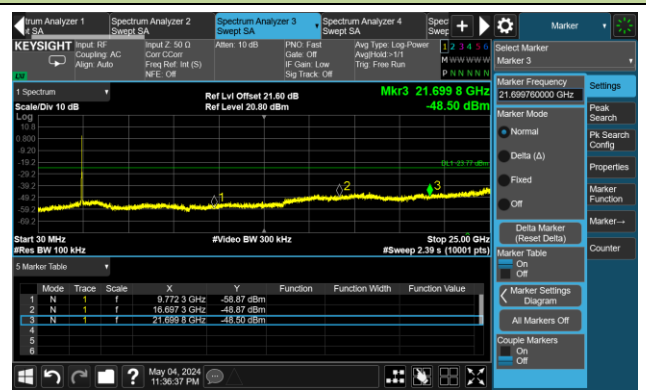 Spectrum Analyzer 1 Spectrum Analyzer 2 Spectrum Analyzer 3 Spectrum Analyzer 4
Swept SA Swept SA Swept SA
KEYSIGHT Input: RF Input Z: 50 Ω Atten: 10 dB PNO: Fast Avg Type: Log-Power 1 2 3 4 5 6
Coupling: AC Corr CCorr Gate: Off Avg|Hold:>1/1 M W W W W W
Align: Auto Freq Ref: Int (S) IF Gain: Low Trig: Free Run
NFE: Off Sig Track: Off P N N N N N
1 Spectrum
Ref Lvl Offset 21.60 dB Mkr3 21.699 8 GHz
Scale/Div 10 dB Ref Level 20.80 dBm -48.50 dBm
Log
10.8
0.800
-9.20
-19.2
DL1 -23.77 dBm
-29.2
-39.2
-49.2
-59.2
-69.2
1
2
3
Start 30 MHz #Video BW 300 kHz Stop 25.00 GHz
#Res BW 100 kHz #Sweep 2.39 s (10001 pts)
5 Marker Table
Mode Trace Scale X Y Function Function Width Function Value
1 N 1 f 9.772 3 GHz -58.87 dBm
2 N 1 f 16.697 3 GHz -48.87 dBm
3 N 1 f 21.699 8 GHz -48.50 dBm
4
5
6
May 04, 2024
11:36:37 PM
Marker
Select Marker
Marker 3
Marker Frequency
21.699760000 GHz
Marker Mode
Normal
Delta (Δ)
Fixed
Off
Delta Marker
(Reset Delta)
Marker Table
On
Off
Marker Settings
Diagram
All Markers Off
Couple Markers
On
Off
Settings
Peak
Search
Pk Search
Config
Properties
Marker
Function
Marker→
Counter